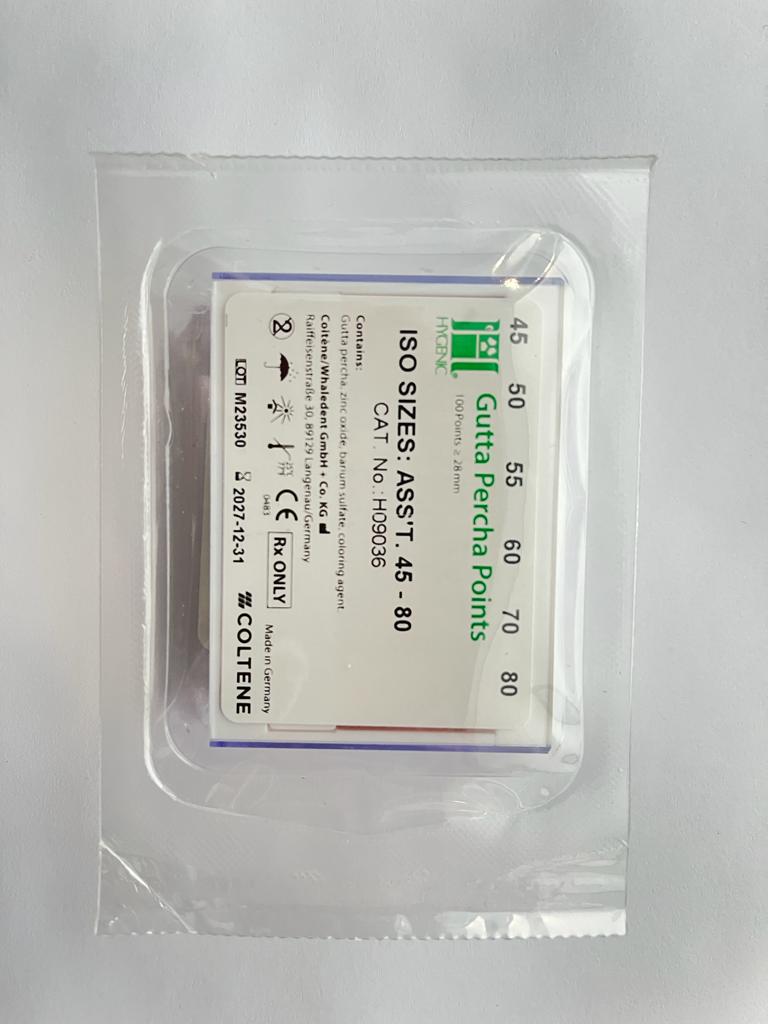 45 50 55 60 70 80
HYGENIC
Gutta Percha Points
100 Points ≥ 28 mm
ISO SIZES: ASS'T. 45 - 80
CAT. No.: H09036
Contains:
Gutta percha, zinc oxide, barium sulfate, coloring agent.
Coltène/Whaledent GmbH + Co. KG
Raiffeisenstraße 30, 89129 Langenau/Germany
2
CE
0483
Rx ONLY
Made in Germany
LOT M23530
2027-12-31
COLTENE